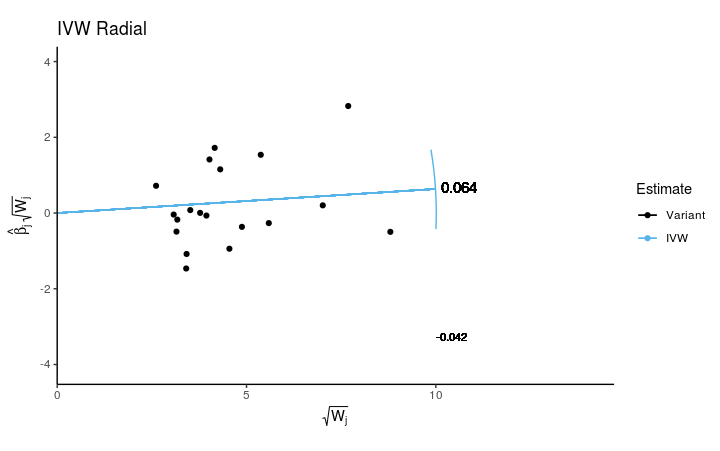 IVW Radial
4
2
0
-2
-4
β̂j√Wj
0.064
-0.042
0
5
10
√Wj
Estimate
Variant
IVW